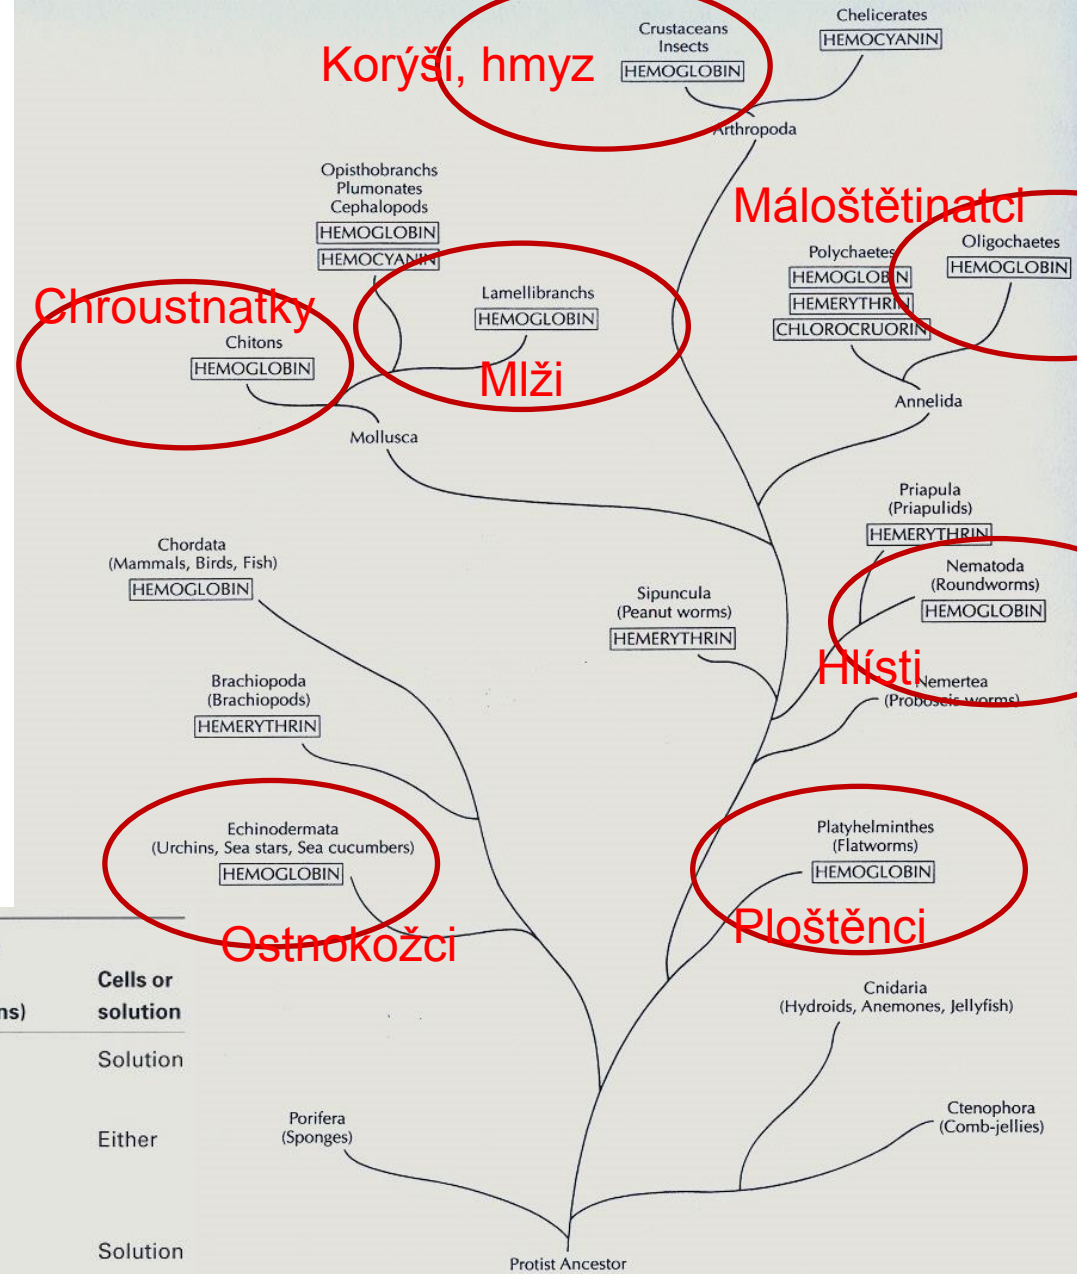 Chelicerates
HEMOCYANIN
Crustaceans
Insects
HEMOGLOBIN
Korýši, hmyz
Arthropoda
Opisthobranchs
Plumonates
Cephalopods
HEMOGLOBIN
HEMOCYANIN
Máloštětinatci
Oligochaetes
HEMOGLOBIN
Polychaetes
HEMOGLOBIN
HEMERYTHRIN
CHLOROCRUORIN
Lamellibranchs
HEMOGLOBIN
Mlži
Chroustnatky
Chitons
HEMOGLOBIN
Annelida
Mollusca
Priapula
(Priapulids)
HEMERYTHRIN
Chordata
(Mammals, Birds, Fish)
HEMOGLOBIN
Nematoda
(Roundworms)
HEMOGLOBIN
Sipuncula
(Peanut worms)
HEMERYTHRIN
Hlísti
Nemertea
(Proboscis worms)
Brachiopoda
(Brachiopods)
HEMERYTHRIN
Echinodermata
(Urchins, Sea stars, Sea cucumbers)
HEMOGLOBIN
Ostnokožci
Platyhelminthes
(Flatworms)
HEMOGLOBIN
Ploštěnci
Cells or
ns) solution
Solution
Either
Solution
Cnidaria
(Hydroids, Anemones, Jellyfish)
Porifera
(Sponges)
Ctenophora
(Comb-jellies)
Protist Ancestor